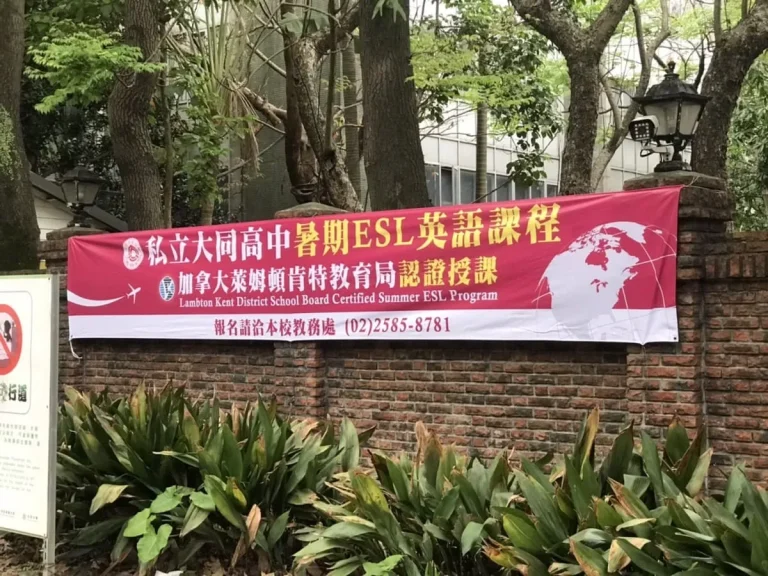 私立大同高中暑期ESL英語課程
加拿大萊姆頓肯特教育局認證授課
Lambton Kent District School Board Certified Summer ESL Program
報名請洽本校教務處 (02)2585-8781